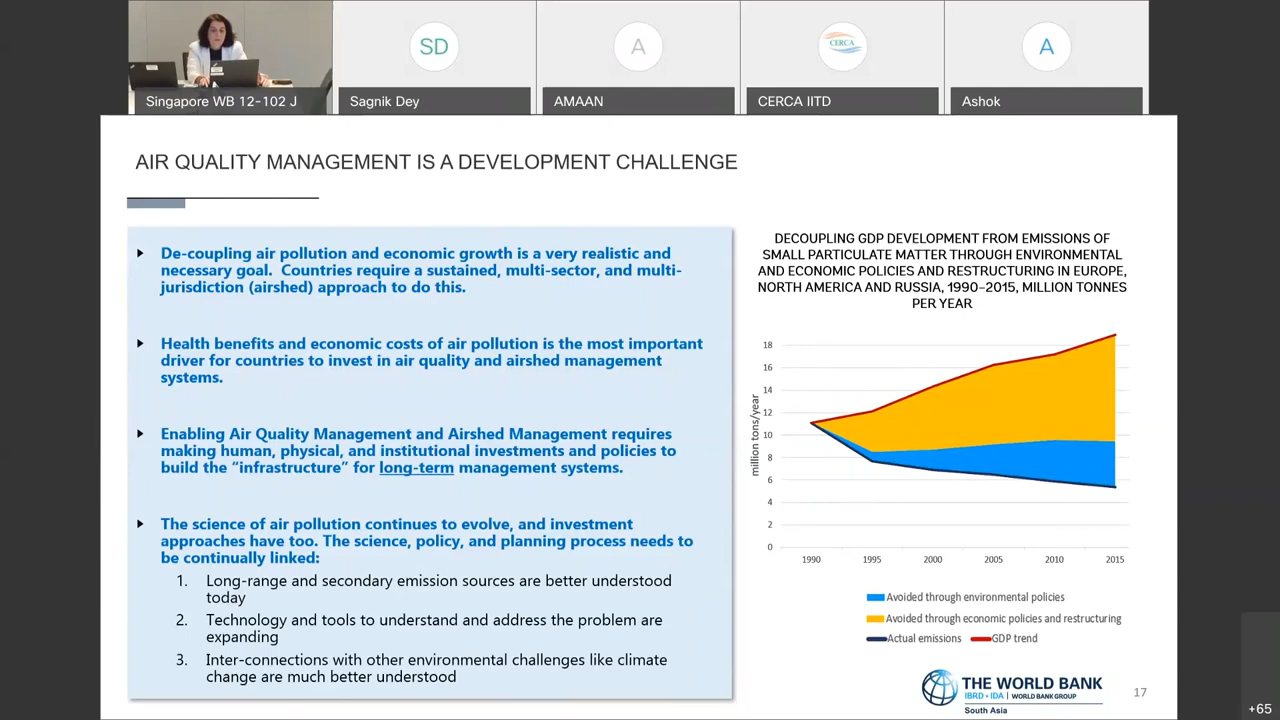 Singapore WB 12-102 J
SD
Sagnik Dey
A
AMAAN
CERCA
CERCA IITD
A
Ashok
AIR QUALITY MANAGEMENT IS A DEVELOPMENT CHALLENGE
De-coupling air pollution and economic growth is a very realistic and
necessary goal. Countries require a sustained, multi-sector, and multi-
jurisdiction (airshed) approach to do this.
Health benefits and economic costs of air pollution is the most important
driver for countries to invest in air quality and airshed management
systems.
Enabling Air Quality Management and Airshed Management requires
making human, physical, and institutional investments and policies to
build the “infrastructure” for long-term management systems.
The science of air pollution continues to evolve, and investment
approaches have too. The science, policy, and planning process needs to
be continually linked:
1. Long-range and secondary emission sources are better understood
today
2. Technology and tools to understand and address the problem are
expanding
3. Inter-connections with other environmental challenges like climate
change are much better understood
DECOUPLING GDP DEVELOPMENT FROM EMISSIONS OF
SMALL PARTICULATE MATTER THROUGH ENVIRONMENTAL
AND ECONOMIC POLICIES AND RESTRUCTURING IN EUROPE,
NORTH AMERICA AND RUSSIA, 1990–2015, MILLION TONNES
PER YEAR
million tons/year
18
16
14
12
10
8
6
4
2
0
1990 1995 2000 2005 2010 2015
Avoided through environmental policies
Avoided through economic policies and restructuring
Actual emissions GDP trend
THE WORLD BANK
IBRD • IDA | WORLD BANK GROUP
South Asia
17
+65